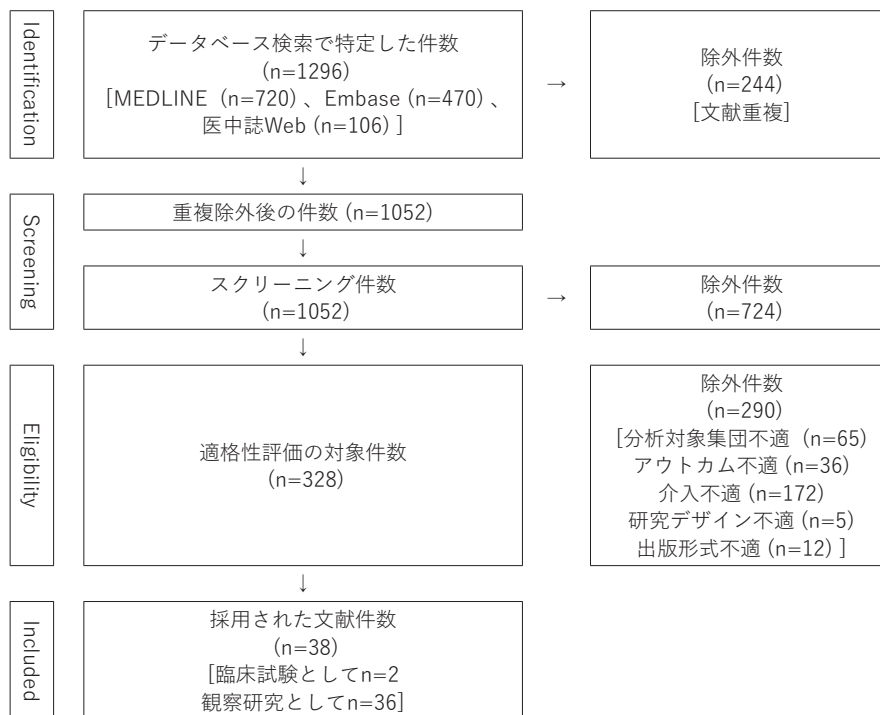 Identification
データベース検索で特定した件数
(n=1296)
[MEDLINE (n=720) 、Embase (n=470) 、
医中誌Web (n=106) ]
→
除外件数
(n=244)
[文献重複]
↓
Screening
重複除外後の件数 (n=1052)
↓
スクリーニング件数
(n=1052)
→
除外件数
(n=724)
↓
Eligibility
適格性評価の対象件数
(n=328)
除外件数
(n=290)
[分析対象集団不適 (n=65)
アウトカム不適 (n=36)
介入不適 (n=172)
研究デザイン不適 (n=5)
出版形式不適 (n=12) ]
↓
Included
採用された文献件数
(n=38)
[臨床試験としてn=2
観察研究としてn=36]